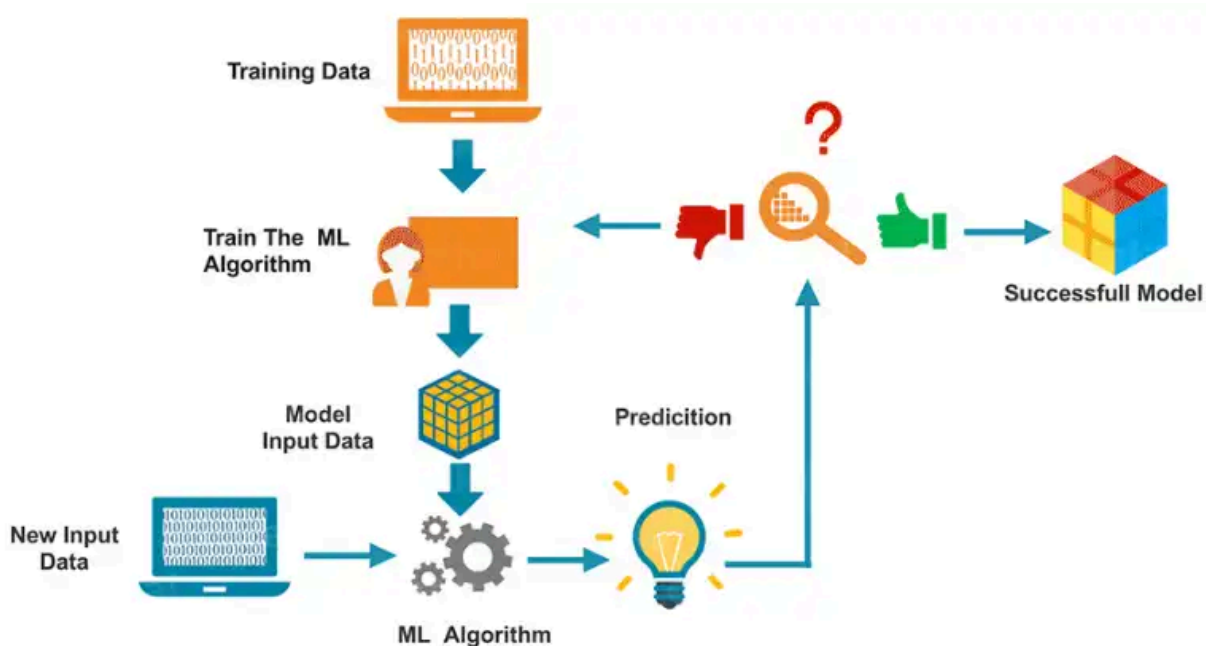 Training Data
?
Train The ML
Algorithm
Successfull Model
Model
Input Data
Predicition
New Input
Data
ML Algorithm